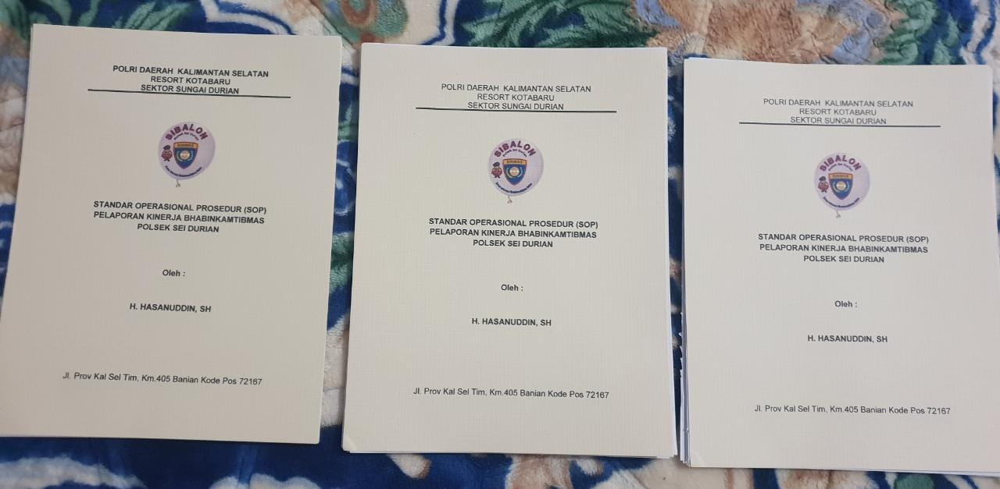 POLRI DAERAH KALIMANTAN SELATAN
RESORT KOTABARU
SEKTOR SUNGAI DURIAN
SIBALON
STANDAR OPERASIONAL PROSEDUR (SOP)
PELAPORAN KINERJA BHABINKAMTIBMAS
POLSEK SEI DURIAN
Oleh :
H. HASANUDDIN, SH
Jl. Prov Kal Sel Tim, Km.405 Banian Kode Pos 72167
POLRI DAERAH KALIMANTAN SELATAN
RESORT KOTABARU
SEKTOR SUNGAI DURIAN
SIBALON
STANDAR OPERASIONAL PROSEDUR (SOP)
PELAPORAN KINERJA BHABINKAMTIBMAS
POLSEK SEI DURIAN
Oleh :
H. HASANUDDIN, SH
Jl. Prov Kal Sel Tim, Km.405 Banian Kode Pos 72167
POLRI DAERAH KALIMANTAN SELATAN
RESORT KOTABARU
SEKTOR SUNGAI DURIAN
SIBALON
STANDAR OPERASIONAL PROSEDUR (SOP)
PELAPORAN KINERJA BHABINKAMTIBMAS
POLSEK SEI DURIAN
Oleh :
H. HASANUDDIN, SH
Jl. Prov Kal Sel Tim, Km.405 Banian Kode Pos 72167